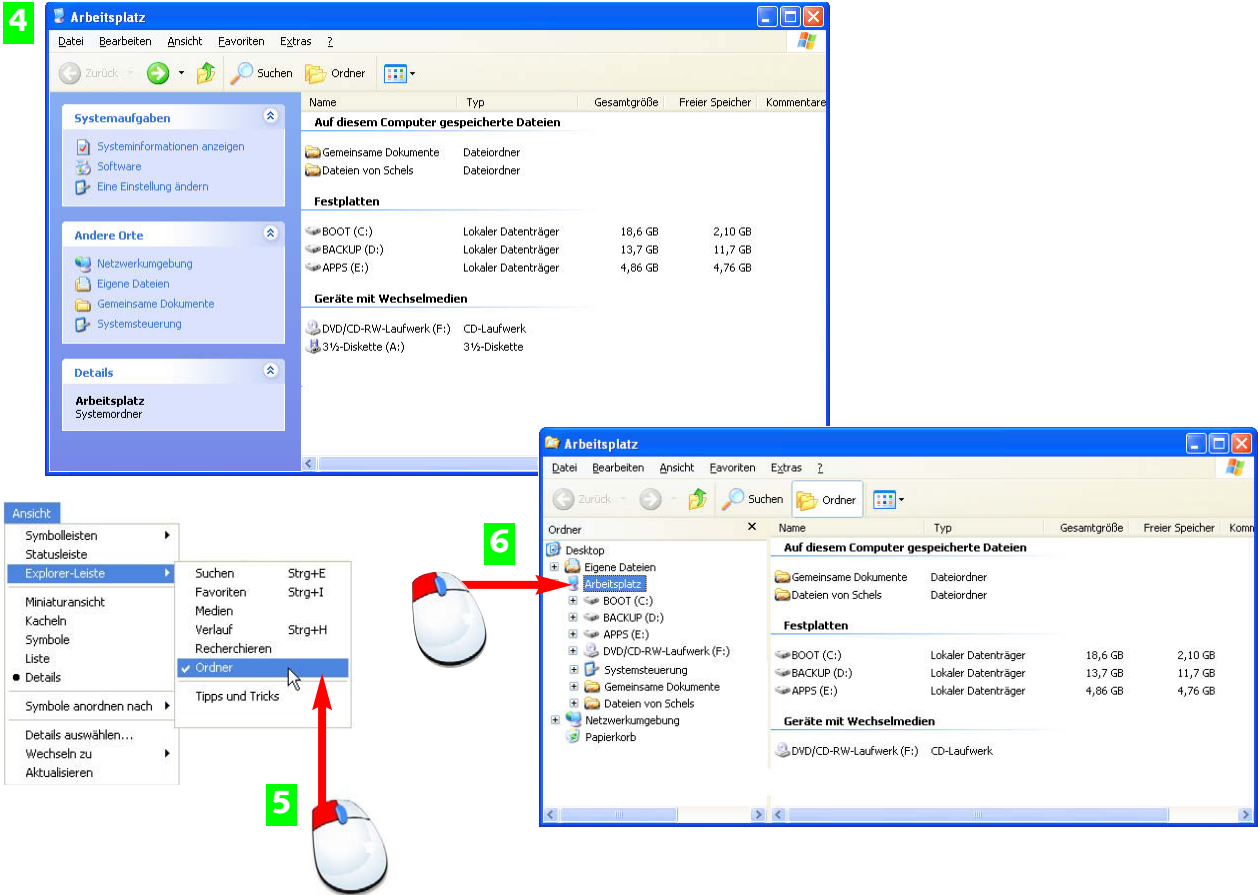 4
Arbeitsplatz
Datei Bearbeiten Ansicht Favoriten Extras ?
Zurück Suchen Ordner
Systemaufgaben
Systeminformationen anzeigen
Software
Eine Einstellung ändern
Andere Orte
Netzwerkumgebung
Eigene Dateien
Gemeinsame Dokumente
Systemsteuerung
Details
Arbeitsplatz
Systemordner
Name Typ Gesamtgröße Freier Speicher Kommentare
Auf diesem Computer gespeicherte Dateien
Gemeinsame Dokumente Dateiordner
Dateien von Schels Dateiordner
Festplatten
BOOT (C:) Lokaler Datenträger 18,6 GB 2,10 GB
BACKUP (D:) Lokaler Datenträger 13,7 GB 11,7 GB
APPS (E:) Lokaler Datenträger 4,86 GB 4,76 GB
Geräte mit Wechselmedien
DVD/CD-RW-Laufwerk (F:) CD-Laufwerk
3½-Diskette (A:) 3½-Diskette
Ansicht
Symbolleisten
Statusleiste
Explorer-Leiste
Miniaturansicht
Kacheln
Symbole
Liste
Details
Symbole anordnen nach
Details auswählen...
Wechseln zu
Aktualisieren
Suchen Strg+E
Favoriten Strg+I
Medien
Verlauf Strg+H
Recherchieren
Ordner
Tipps und Tricks
5
6
Arbeitsplatz
Datei Bearbeiten Ansicht Favoriten Extras ?
Zurück Suchen Ordner
Ordner
Desktop
Eigene Dateien
Arbeitsplatz
BOOT (C:)
BACKUP (D:)
APPS (E:)
DVD/CD-RW-Laufwerk (F:)
Systemsteuerung
Gemeinsame Dokumente
Dateien von Schels
Netzwerkumgebung
Papierkorb
Name Typ Gesamtgröße Freier Speicher Komn
Auf diesem Computer gespeicherte Dateien
Gemeinsame Dokumente Dateiordner
Dateien von Schels Dateiordner
Festplatten
BOOT (C:) Lokaler Datenträger 18,6 GB 2,10 GB
BACKUP (D:) Lokaler Datenträger 13,7 GB 11,7 GB
APPS (E:) Lokaler Datenträger 4,86 GB 4,76 GB
Geräte mit Wechselmedien
DVD/CD-RW-Laufwerk (F:) CD-Laufwerk